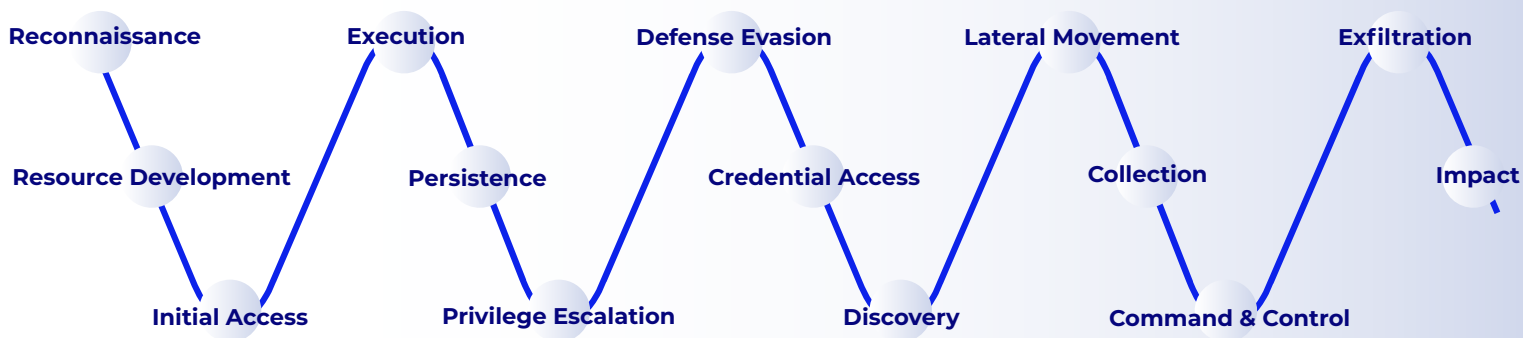 Reconnaissance
Resource Development
Initial Access
Execution
Persistence
Privilege Escalation
Defense Evasion
Credential Access
Discovery
Lateral Movement
Collection
Command & Control
Exfiltration
Impact